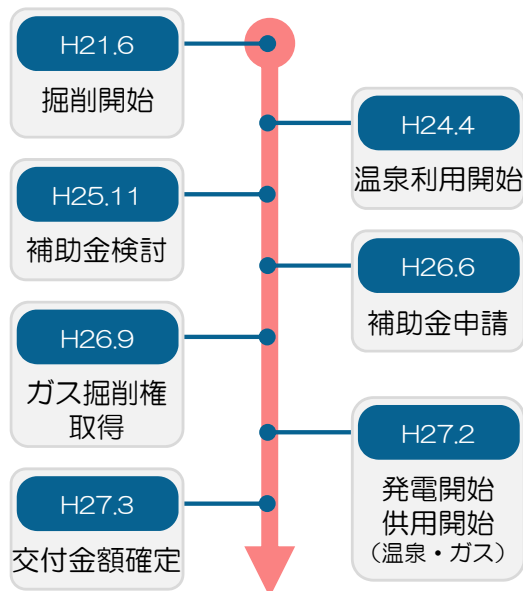 H21.6
掘削開始
H24.4
温泉利用開始
H25.11
補助金検討
H26.6
補助金申請
H26.9
ガス掘削権
取得
H27.2
発電開始
供用開始
（温泉・ガス）
H27.3
交付金額確定